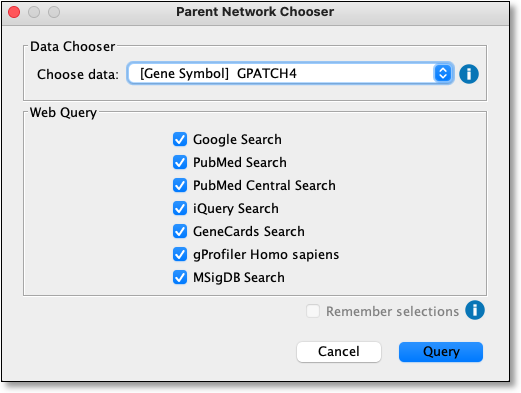 Parent Network Chooser
Data Chooser
Choose data: [Gene Symbol] GPATCH4
Web Query
Google Search
PubMed Search
PubMed Central Search
iQuery Search
GeneCards Search
gProfiler Homo sapiens
MSigDB Search
Remember selections
Cancel Query